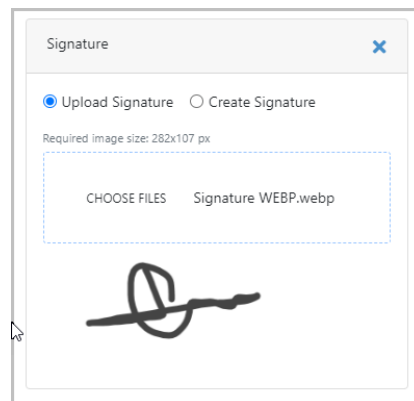 Signature
Upload Signature Create Signature
Required image size: 282x107 px
CHOOSE FILES Signature WEBP.webp